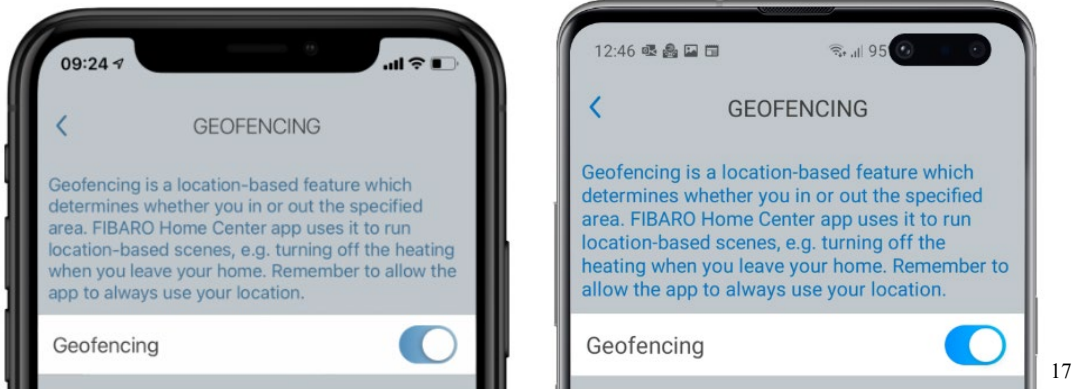 09:24
GEOFENCING
Geofencing is a location-based feature which
determines whether you in or out the specified
area. FIBARO Home Center app uses it to run
location-based scenes, e.g. turning off the heating
when you leave your home. Remember to allow the
app to always use your location.
Geofencing
12:46
95
GEOFENCING
Geofencing is a location-based feature which
determines whether you in or out the specified
area. FIBARO Home Center app uses it to run
location-based scenes, e.g. turning off the
heating when you leave your home. Remember to
allow the app to always use your location.
Geofencing
17